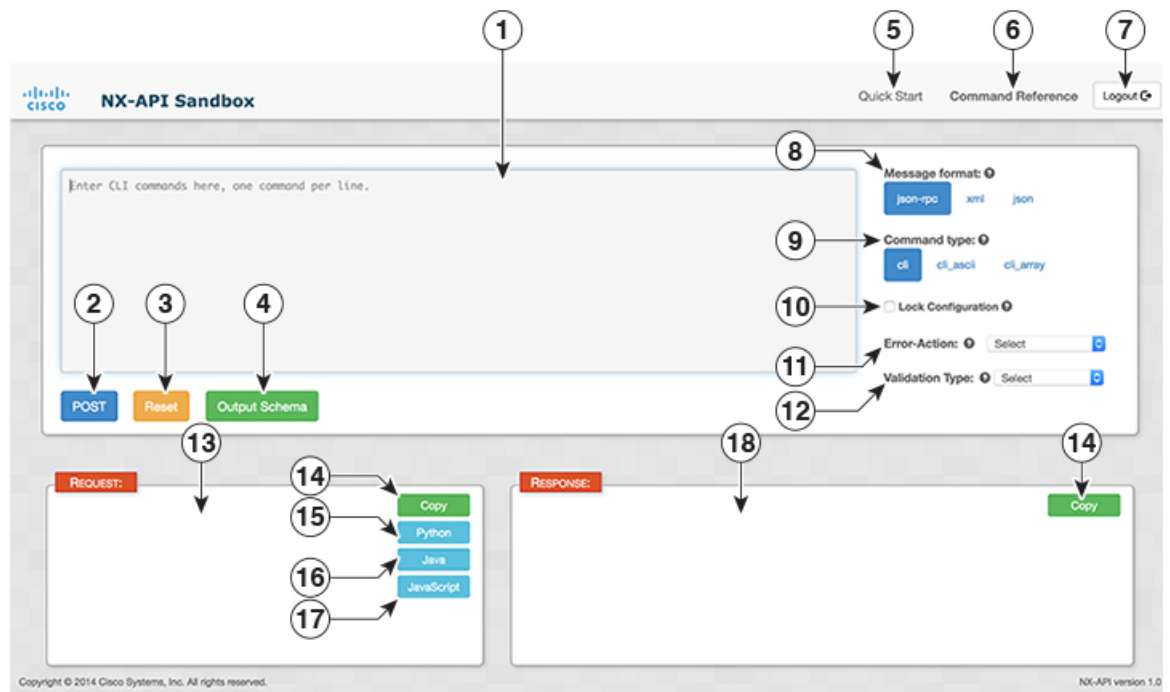 1
5
6
7
CISCO
NX-API Sandbox
Quick Start
Command Reference
Logout
8
Enter CLI commands here, one command per line.
Message format:
json-rpc xml json
9
Command type:
cli cli_ascii cli_array
2
3
4
10
Lock Configuration
Error-Action: Select
11
Validation Type: Select
12
POST
Reset
Output Schema
13
18
14
14
REQUEST:
RESPONSE:
Copy
Copy
15
Python
Java
16
JavaScript
17
Copyright © 2014 Cisco Systems, Inc. All rights reserved.
NX-API version 1.0